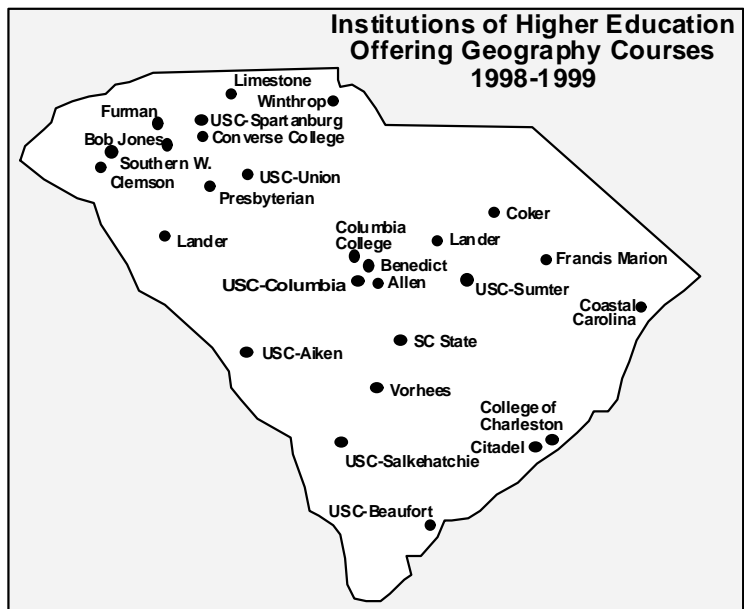 Institutions of Higher Education
Offering Geography Courses
1998-1999
Limestone
Winthrop
Furman
USC-Spartanburg
Bob Jones
Converse College
Southern W.
Clemson
USC-Union
Presbyterian
Coker
Lander
Columbia
College
Lander
Benedict
Francis Marion
USC-Columbia
Allen
USC-Sumter
Coastal
Carolina
SC State
USC-Aiken
Vorhees
College of
Charleston
Citadel
USC-Salkehatchie
USC-Beaufort